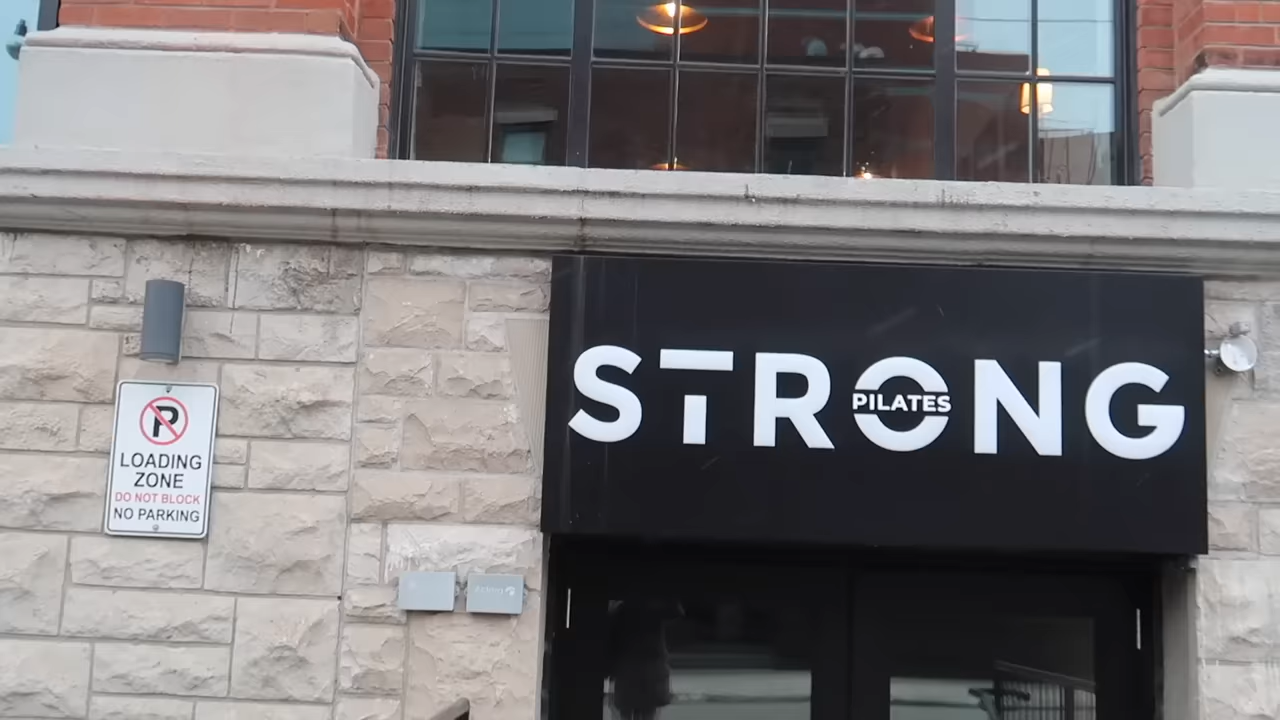 STRONG
PILATES
P
LOADING
ZONE
DO NOT BLOCK
NO PARKING